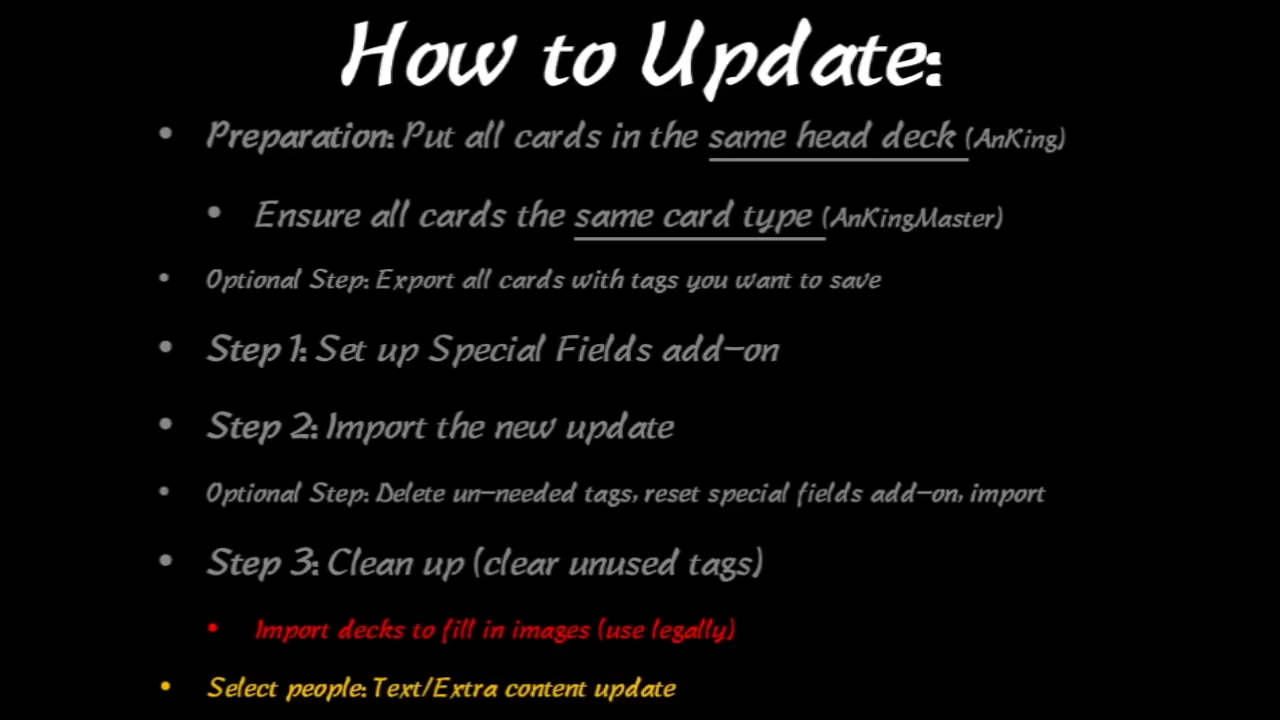 How to Update:
• Preparation: Put all cards in the same head deck (AnKing)
• Ensure all cards the same card type (AnKingMaster)
• Optional Step: Export all cards with tags you want to save
• Step 1: Set up Special Fields add-on
• Step 2: Import the new update
• Optional Step: Delete un-needed tags, reset special fields add-on, import
• Step 3: Clean up (clear unused tags)
• Import decks to fill in images (use legally)
• Select people: Text/Extra content update